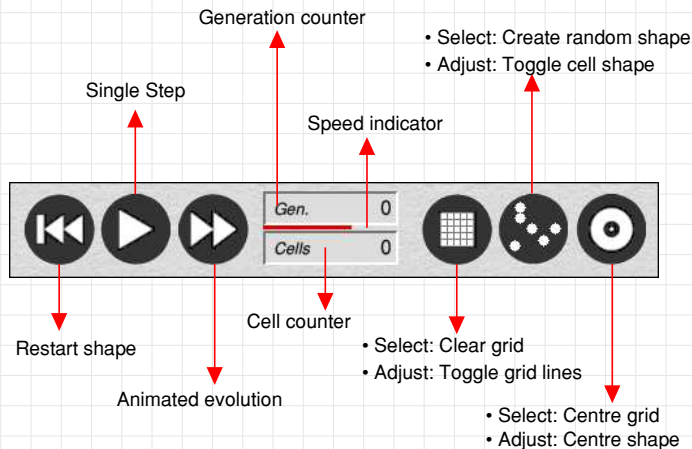 Generation counter
• Select: Create random shape
• Adjust: Toggle cell shape
Single Step
Speed indicator
Gen. 0
Cells 0
Cell counter
Restart shape
• Select: Clear grid
• Adjust: Toggle grid lines
Animated evolution
• Select: Centre grid
• Adjust: Centre shape